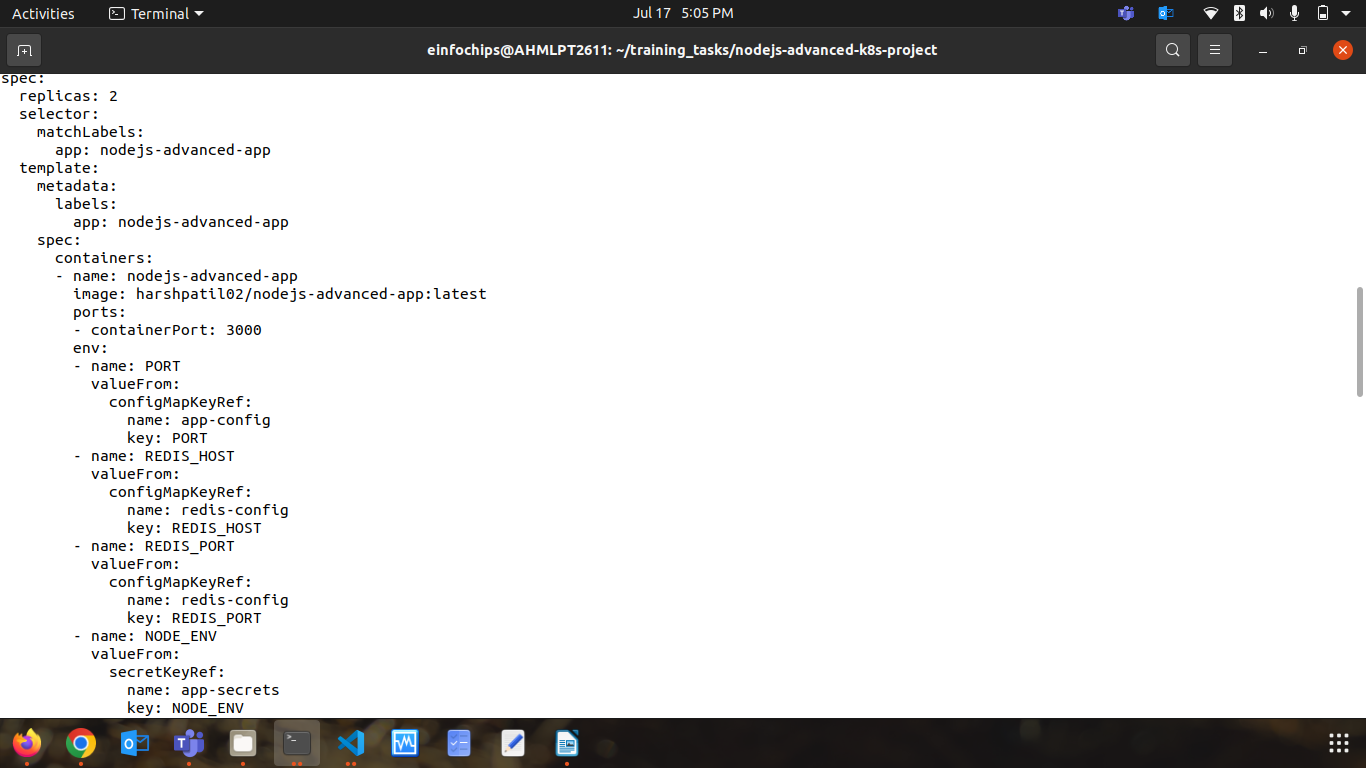 Activities
Terminal
Jul 17 5:05 PM
einfochips@AHMLPT2611: ~/training_tasks/nodejs-advanced-k8s-project
spec:
  replicas: 2
  selector:
    matchLabels:
      app: nodejs-advanced-app
  template:
    metadata:
      labels:
        app: nodejs-advanced-app
    spec:
      containers:
      - name: nodejs-advanced-app
        image: harshpatil02/nodejs-advanced-app:latest
        ports:
        - containerPort: 3000
        env:
        - name: PORT
          valueFrom:
            configMapKeyRef:
              name: app-config
              key: PORT
        - name: REDIS_HOST
          valueFrom:
            configMapKeyRef:
              name: redis-config
              key: REDIS_HOST
        - name: REDIS_PORT
          valueFrom:
            configMapKeyRef:
              name: redis-config
              key: REDIS_PORT
        - name: NODE_ENV
          valueFrom:
            secretKeyRef:
              name: app-secrets
              key: NODE_ENV